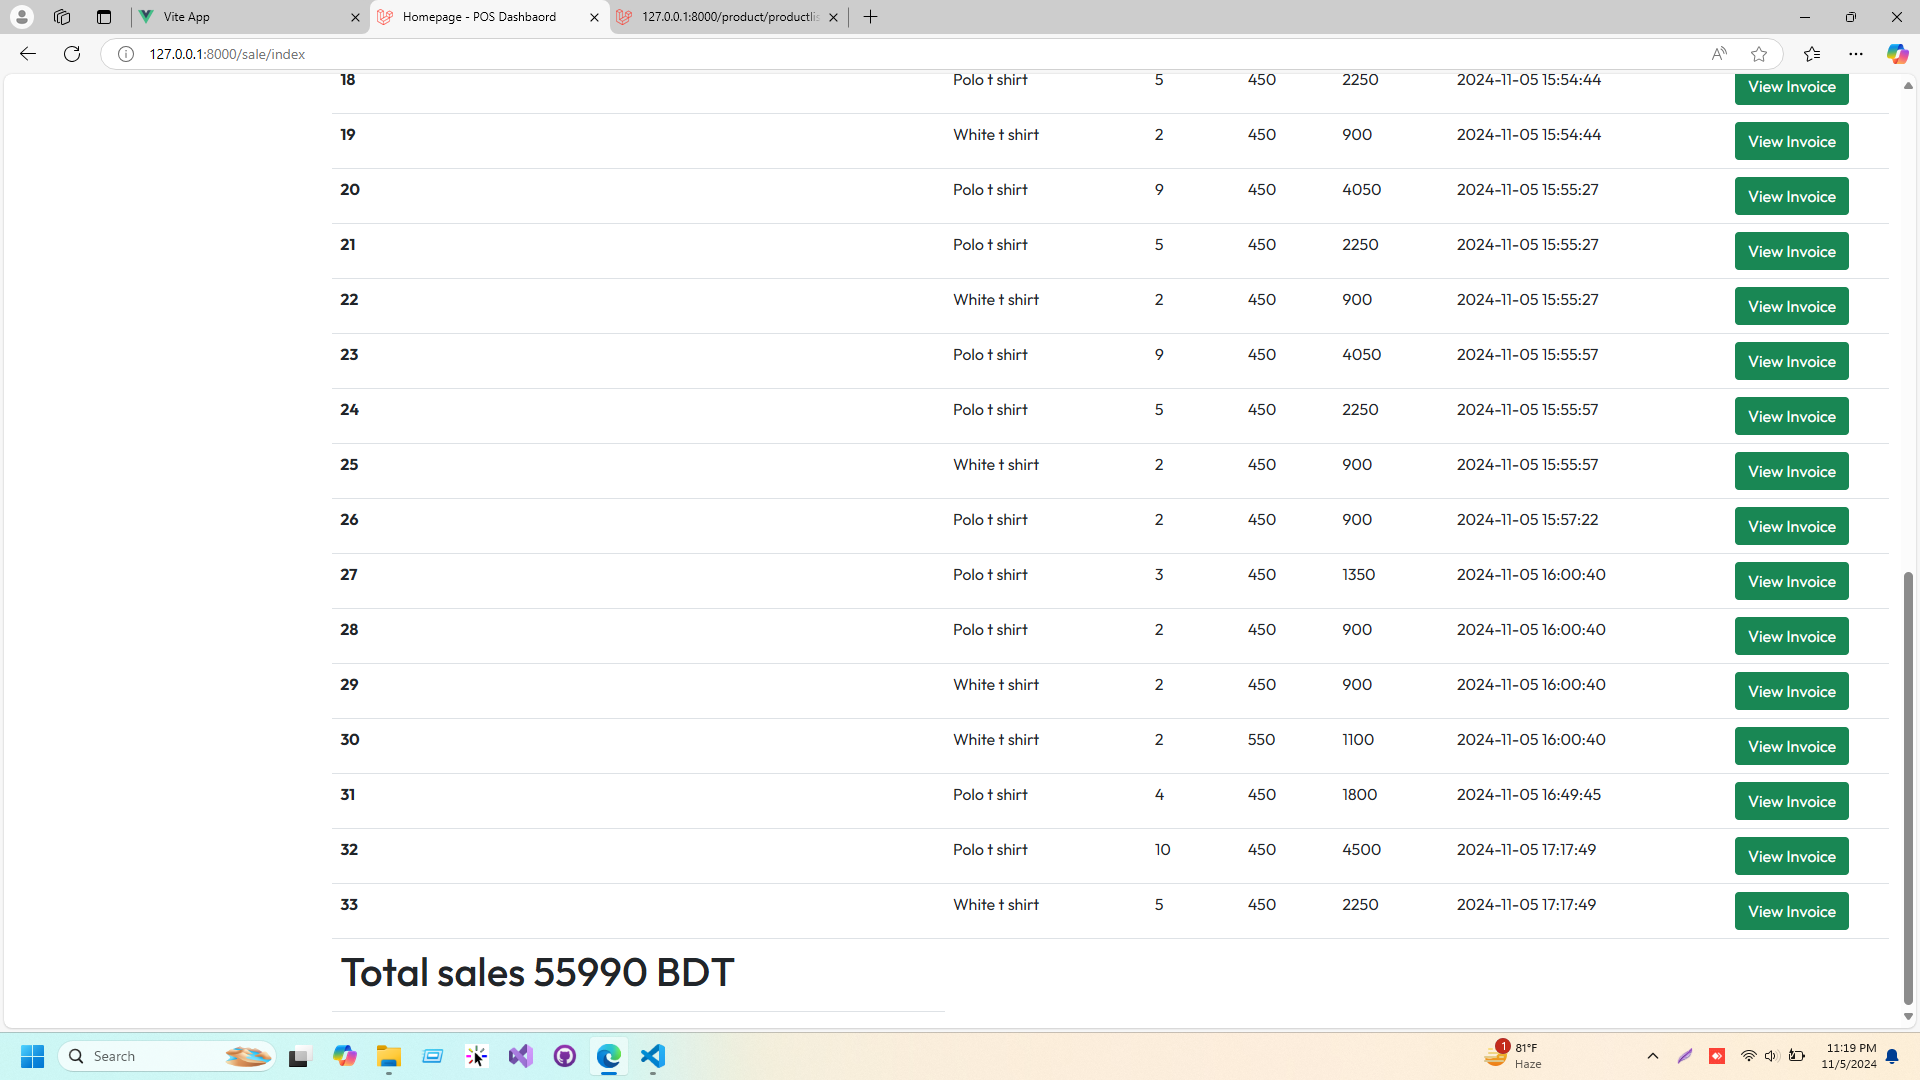 Vite App
Homepage - POS Dashbaord
127.0.0.1:8000/product/productlis
127.0.0.1:8000/sale/index
18 Polo t shirt 5 450 2250 2024-11-05 15:54:44 View Invoice
19 White t shirt 2 450 900 2024-11-05 15:54:44 View Invoice
20 Polo t shirt 9 450 4050 2024-11-05 15:55:27 View Invoice
21 Polo t shirt 5 450 2250 2024-11-05 15:55:27 View Invoice
22 White t shirt 2 450 900 2024-11-05 15:55:27 View Invoice
23 Polo t shirt 9 450 4050 2024-11-05 15:55:57 View Invoice
24 Polo t shirt 5 450 2250 2024-11-05 15:55:57 View Invoice
25 White t shirt 2 450 900 2024-11-05 15:55:57 View Invoice
26 Polo t shirt 2 450 900 2024-11-05 15:57:22 View Invoice
27 Polo t shirt 3 450 1350 2024-11-05 16:00:40 View Invoice
28 Polo t shirt 2 450 900 2024-11-05 16:00:40 View Invoice
29 White t shirt 2 450 900 2024-11-05 16:00:40 View Invoice
30 White t shirt 2 550 1100 2024-11-05 16:00:40 View Invoice
31 Polo t shirt 4 450 1800 2024-11-05 16:49:45 View Invoice
32 Polo t shirt 10 450 4500 2024-11-05 17:17:49 View Invoice
33 White t shirt 5 450 2250 2024-11-05 17:17:49 View Invoice
Total sales 55990 BDT
Search
1
81°F
Haze
11:19 PM
11/5/2024